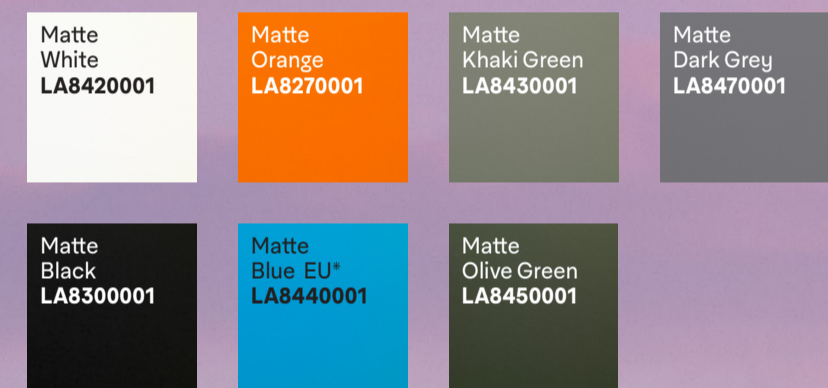 Matte
White
LA8420001
Matte
Orange
LA8270001
Matte
Khaki Green
LA8430001
Matte
Dark Grey
LA8470001
Matte
Black
LA8300001
Matte
Blue EU*
LA8440001
Matte
Olive Green
LA8450001